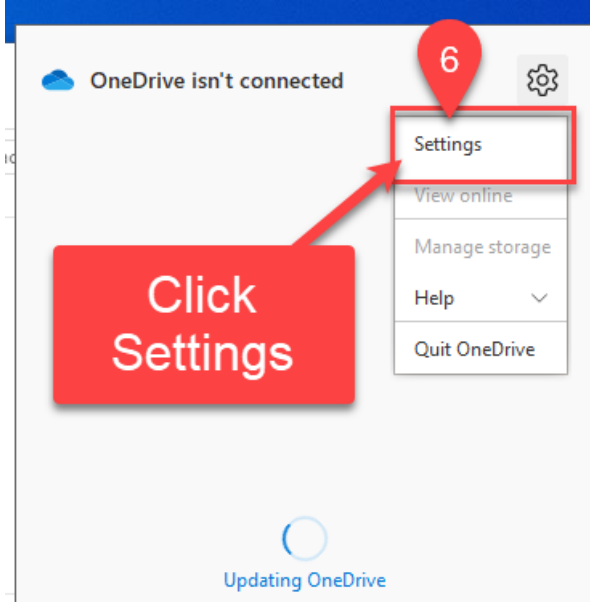 OneDrive isn't connected
6
Settings
View online
Manage storage
Help
Quit OneDrive
Click
Settings
Updating OneDrive